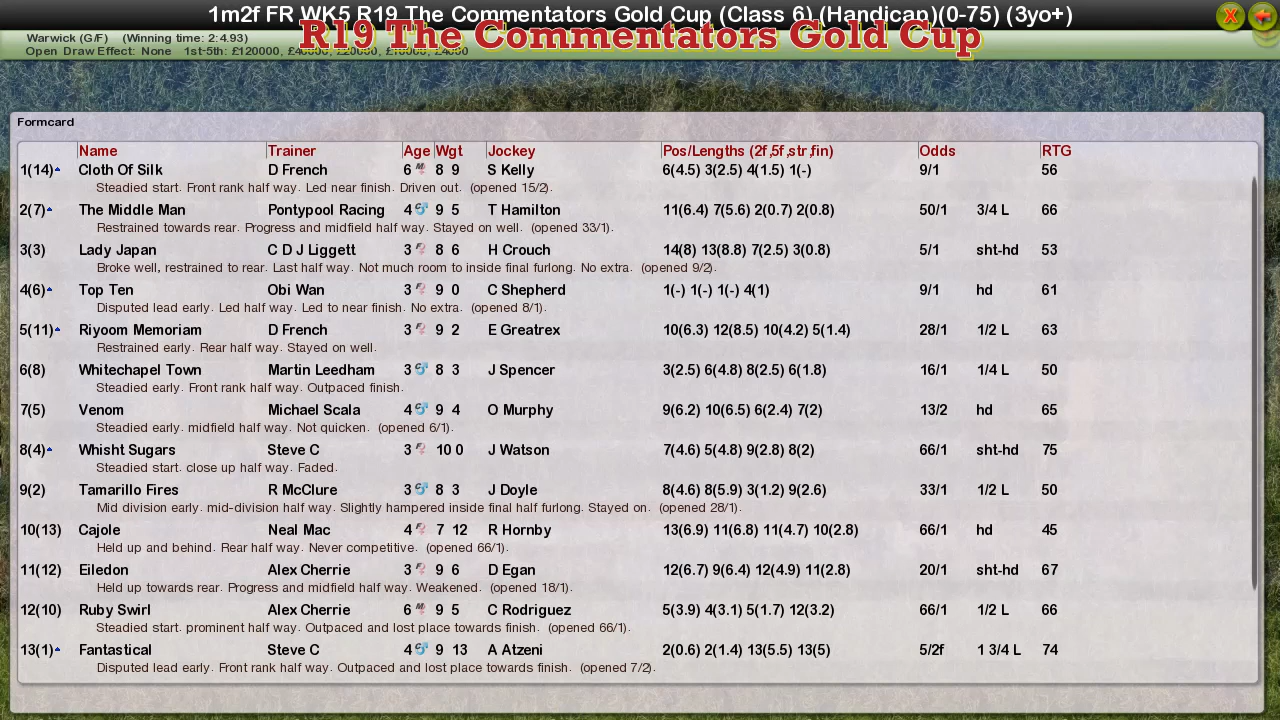 1m2f FR WK5 R19 The Commentators Gold Cup (Class 6) (Handicap)(0-75) (3yo+)
R19 The Commentators Gold Cup
Warwick (G/F) (Winning time: 2:4.93)
Open Draw Effect: None 1st-5th: £120000, £40000, £20000, £10000, £4000
Formcard
Name Trainer Age Wgt Jockey Pos/Lengths (2f,5f,str,fin) Odds RTG
1(14) Cloth Of Silk D French 6 8 9 S Kelly 6(4.5) 3(2.5) 4(1.5) 1(-) 9/1 56
Steadied start. Front rank half way. Led near finish. Driven out. (opened 15/2).
2(7) The Middle Man Pontypool Racing 4 9 5 T Hamilton 11(6.4) 7(5.6) 2(0.7) 2(0.8) 50/1 3/4 L 66
Restrained towards rear. Progress and midfield half way. Stayed on well. (opened 33/1).
3(3) Lady Japan C D J Liggett 3 8 6 H Crouch 14(8) 13(8.8) 7(2.5) 3(0.8) 5/1 sht-hd 53
Broke well, restrained to rear. Last half way. Not much room to inside final furlong. No extra. (opened 9/2).
4(6) Top Ten Obi Wan 3 9 0 C Shepherd 1(-) 1(-) 1(-) 4(1) 9/1 hd 61
Disputed lead early. Led half way. Led to near finish. No extra. (opened 8/1).
5(11) Riyoom Memoriam D French 3 9 2 E Greatrex 10(6.3) 12(8.5) 10(4.2) 5(1.4) 28/1 1/2 L 63
Restrained early. Rear half way. Stayed on well.
6(8) Whitechapel Town Martin Leedham 3 8 3 J Spencer 3(2.5) 6(4.8) 8(2.5) 6(1.8) 16/1 1/4 L 50
Steadied early. Front rank half way. Outpaced finish.
7(5) Venom Michael Scala 4 9 4 O Murphy 9(6.2) 10(6.5) 6(2.4) 7(2) 13/2 hd 65
Steadied early. midfield half way. Not quicken. (opened 6/1).
8(4) Whisht Sugars Steve C 3 10 0 J Watson 7(4.6) 5(4.8) 9(2.8) 8(2) 66/1 sht-hd 75
Steadied start. close up half way. Faded.
9(2) Tamarillo Fires R McClure 3 8 3 J Doyle 8(4.6) 8(5.9) 3(1.2) 9(2.6) 33/1 1/2 L 50
Mid division early. mid-division half way. Slightly hampered inside final half furlong. Stayed on. (opened 28/1).
10(13) Cajole Neal Mac 4 7 12 R Hornby 13(6.9) 11(6.8) 11(4.7) 10(2.8) 66/1 hd 45
Held up and behind. Rear half way. Never competitive. (opened 66/1).
11(12) Eiledon Alex Cherrie 3 9 6 D Egan 12(6.7) 9(6.4) 12(4.9) 11(2.8) 20/1 sht-hd 67
Held up towards rear. Progress and midfield half way. Weakened. (opened 18/1).
12(10) Ruby Swirl Alex Cherrie 6 9 5 C Rodriguez 5(3.9) 4(3.1) 5(1.7) 12(3.2) 66/1 1/2 L 66
Steadied start. prominent half way. Outpaced and lost place towards finish. (opened 66/1).
13(1) Fantastical Steve C 4 9 13 A Atzeni 2(0.6) 2(1.4) 13(5.5) 13(5) 5/2f 1 3/4 L 74
Disputed lead early. Front rank half way. Outpaced and lost place towards finish. (opened 7/2).